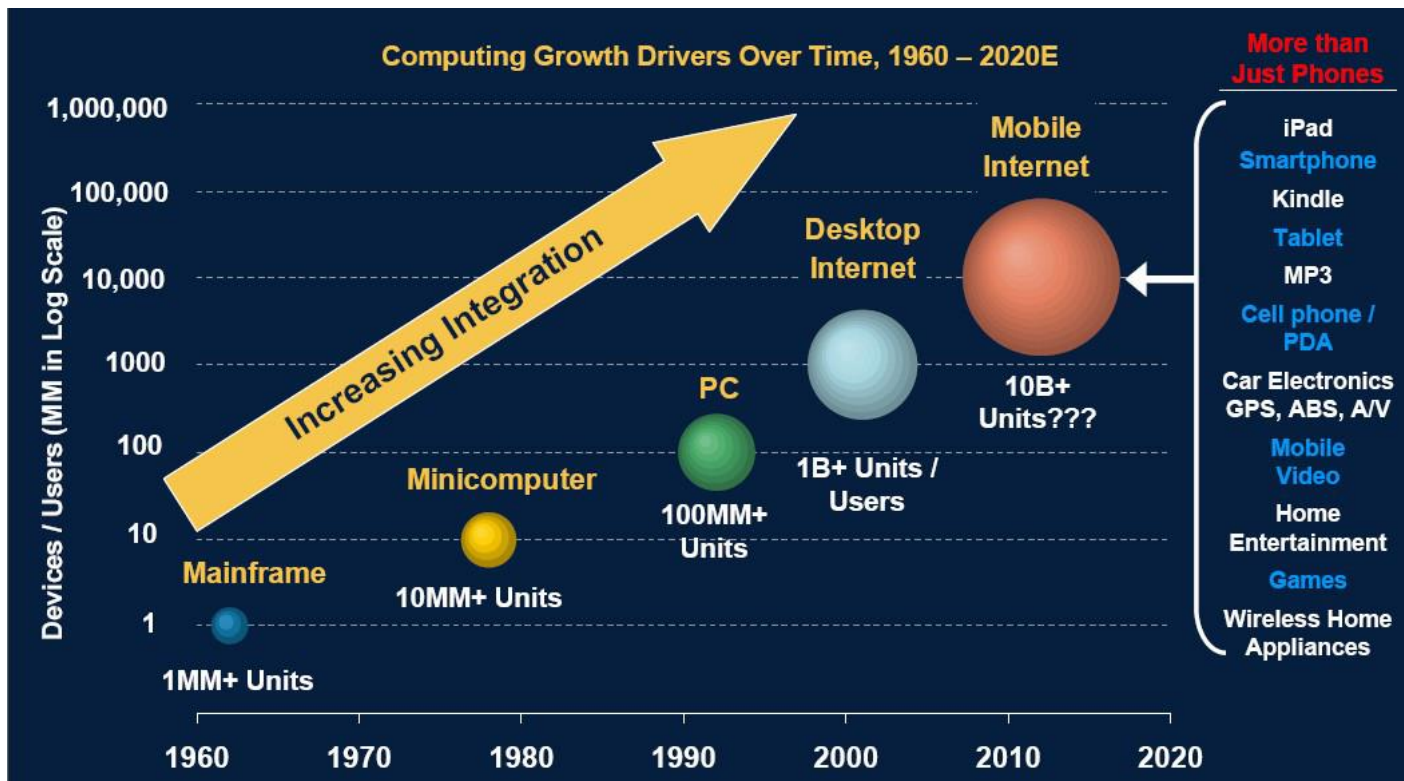 Computing Growth Drivers Over Time, 1960 – 2020E
More than
Just Phones
Devices / Users (MM in Log Scale)
1,000,000
100,000
10,000
1000
100
10
1
Increasing Integration
Mainframe
1MM+ Units
Minicomputer
10MM+ Units
PC
100MM+
Units
Desktop
Internet
1B+ Units /
Users
Mobile
Internet
10B+
Units???
iPad
Smartphone
Kindle
Tablet
MP3
Cell phone /
PDA
Car Electronics
GPS, ABS, A/V
Mobile
Video
Home
Entertainment
Games
Wireless Home
Appliances
1960
1970
1980
1990
2000
2010
2020